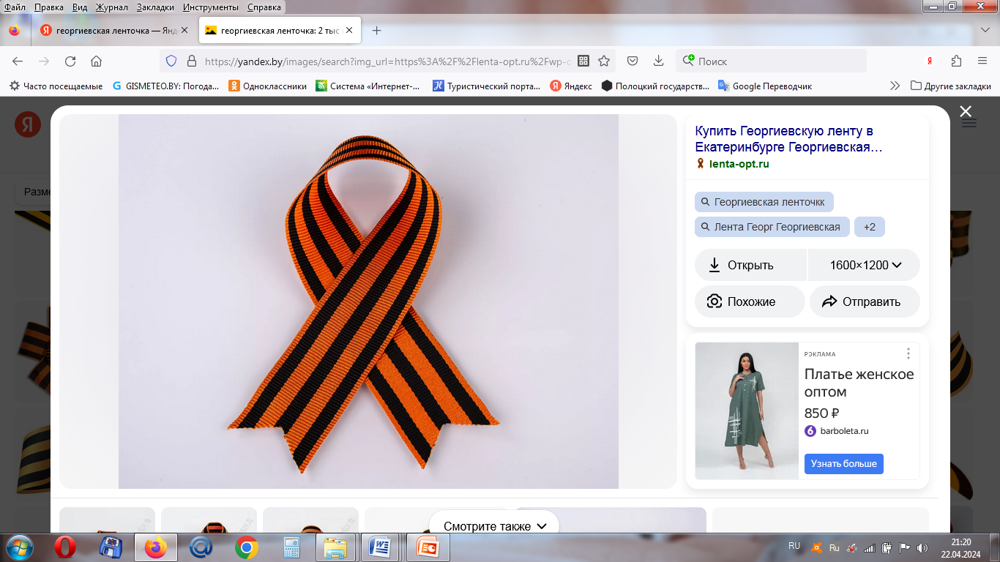 Файл Правка Вид Журнал Закладки Инструменты Справка
георгиевская ленточка — Янд
георгиевская ленточка: 2 тыс
https://yandex.by/images/search?img_url=https%3A%2F%2Flenta-opt.ru%2Fwp-c
Поиск
Часто посещаемые GISMETEO.BY: Погода... Одноклассники Система «Интернет-... Туристический порта... Яндекс Полоцкий государств... Google Переводчик Другие закладки
Я
Разме
Купить Георгиевскую ленту в
Екатеринбурге Георгиевская…
lenta-opt.ru
Георгиевская ленточкк
Лента Георг Георгиевская +2
Открыть 1600×1200
Похожие Отправить
РЭКЛАМА
Платье женское
оптом
850 ₽
barboleta.ru
Узнать больше
Смотрите также
RU Ru 21:20
22.04.2024